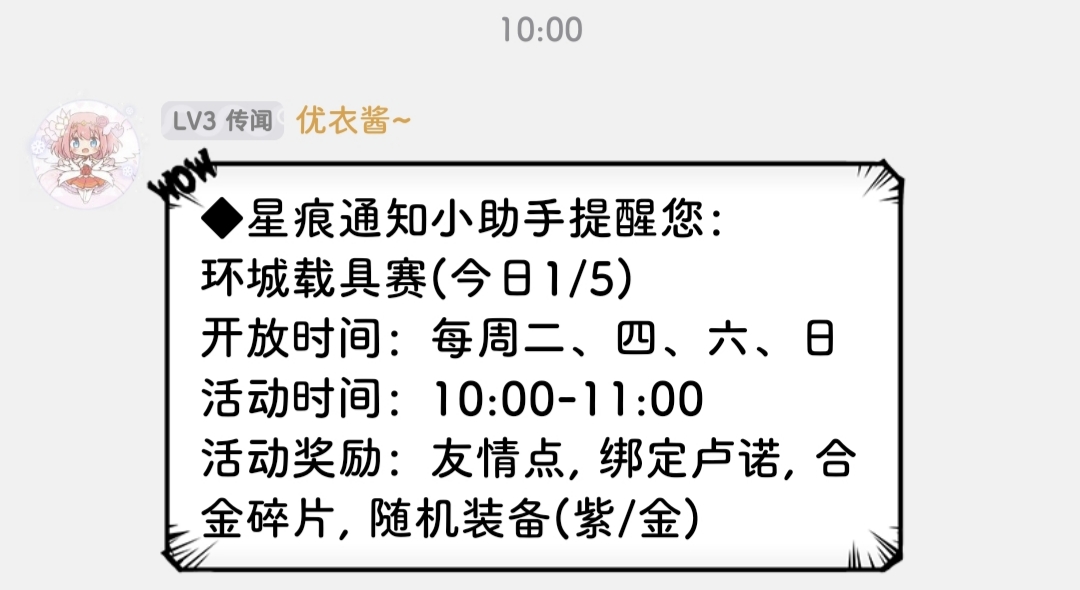 10:00
LV3 传闻 优衣酱~
WOW
◆星痕通知小助手提醒您:
环城载具赛(今日1/5)
开放时间：每周二、四、六、日
活动时间：10:00-11:00
活动奖励：友情点, 绑定卢诺, 合
金碎片, 随机装备(紫/金)